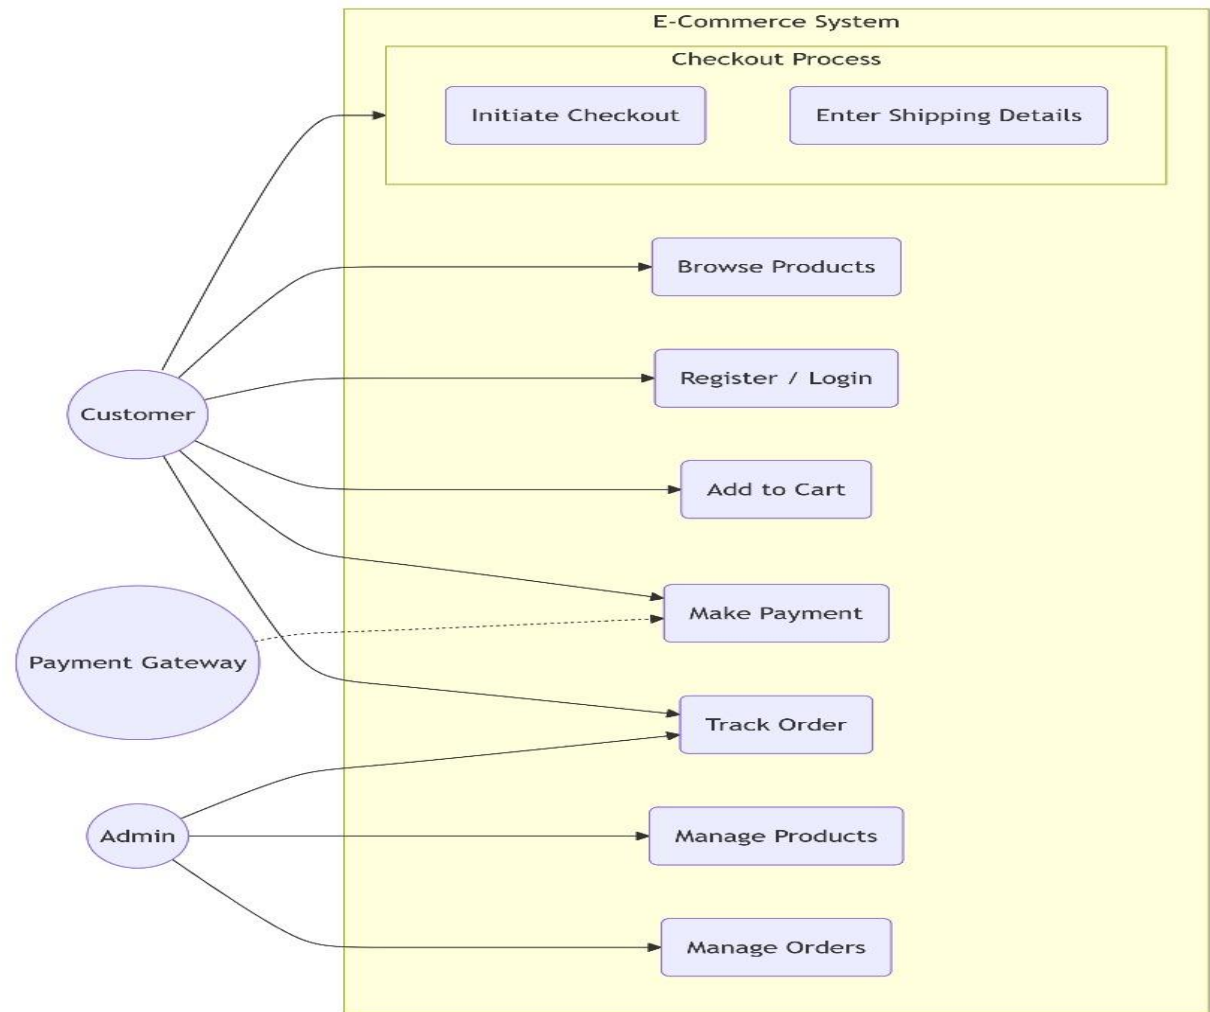 E-Commerce System
Checkout Process
Initiate Checkout
Enter Shipping Details
Browse Products
Register / Login
Customer
Add to Cart
Make Payment
Payment Gateway
Track Order
Admin
Manage Products
Manage Orders